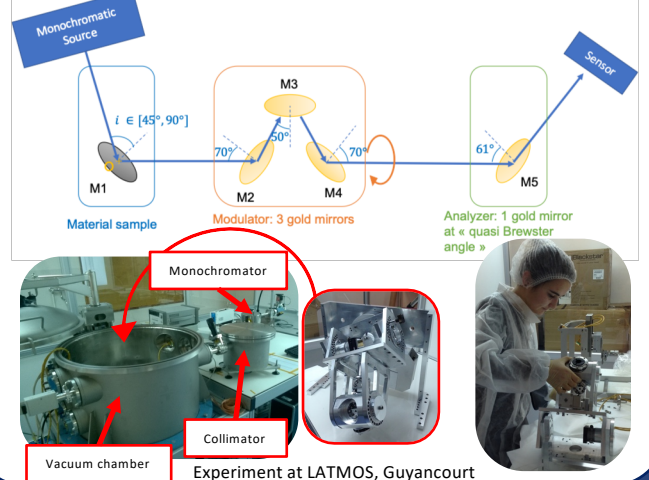 Monochromatic
Source
Sensor
M3
𝑖 ∈ [45°, 90°]
50°
70°
70°
61°
M1
M2
M4
M5
Material sample
Modulator: 3 gold mirrors
Analyzer: 1 gold mirror
at « quasi Brewster
angle »
Monochromator
Collimator
Vacuum chamber
Experiment at LATMOS, Guyancourt